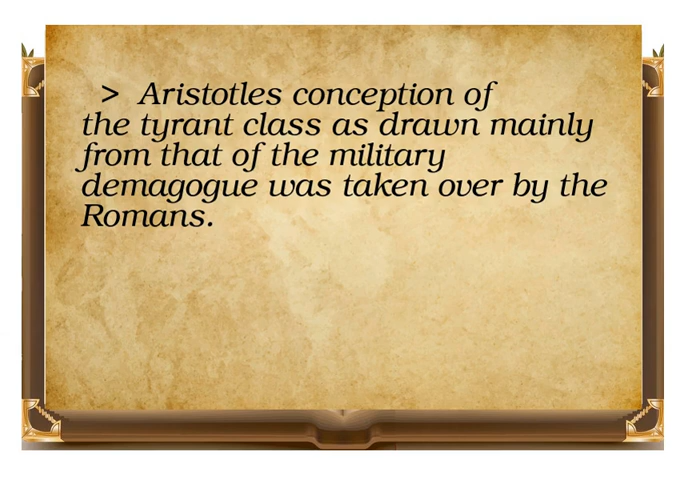 > Aristotles conception of
the tyrant class as drawn mainly
from that of the military
demagogue was taken over by the
Romans.